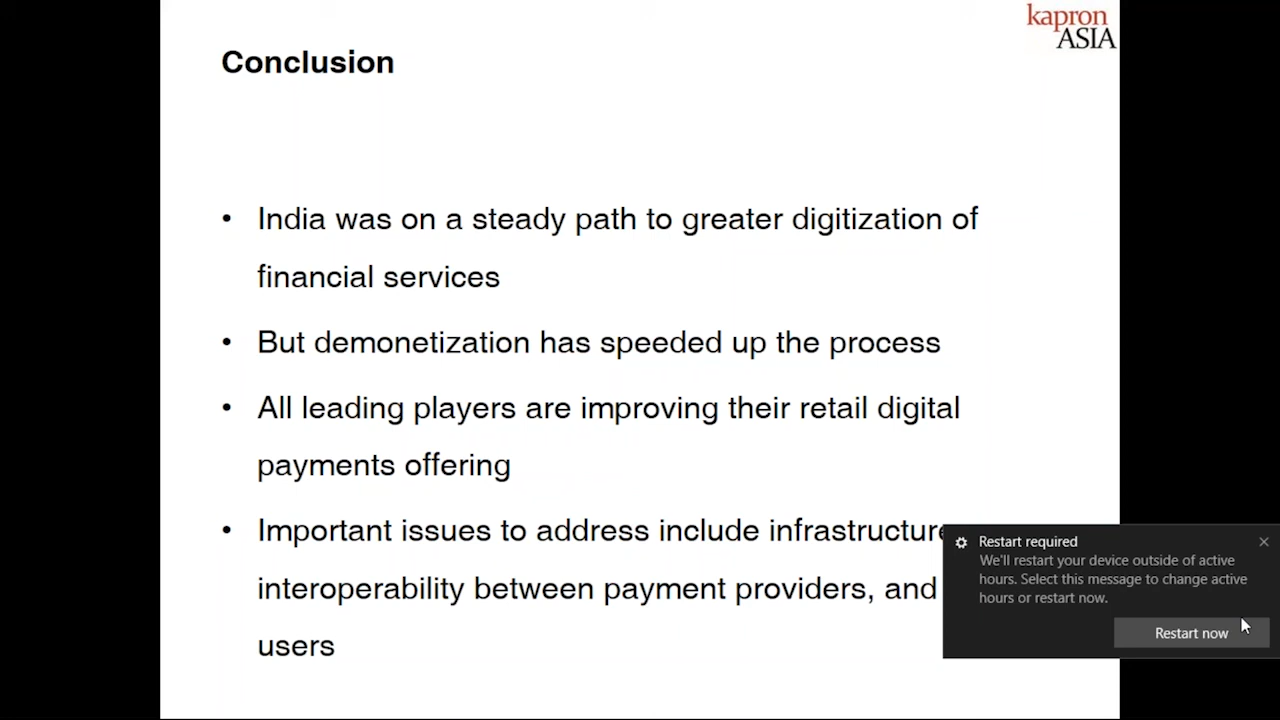 kapron
ASIA
Conclusion
• India was on a steady path to greater digitization of
financial services
• But demonetization has speeded up the process
• All leading players are improving their retail digital
payments offering
• Important issues to address include infrastructure
interoperability between payment providers, and
users
Restart required
We'll restart your device outside of active
hours. Select this message to change active
hours or restart now.
Restart now